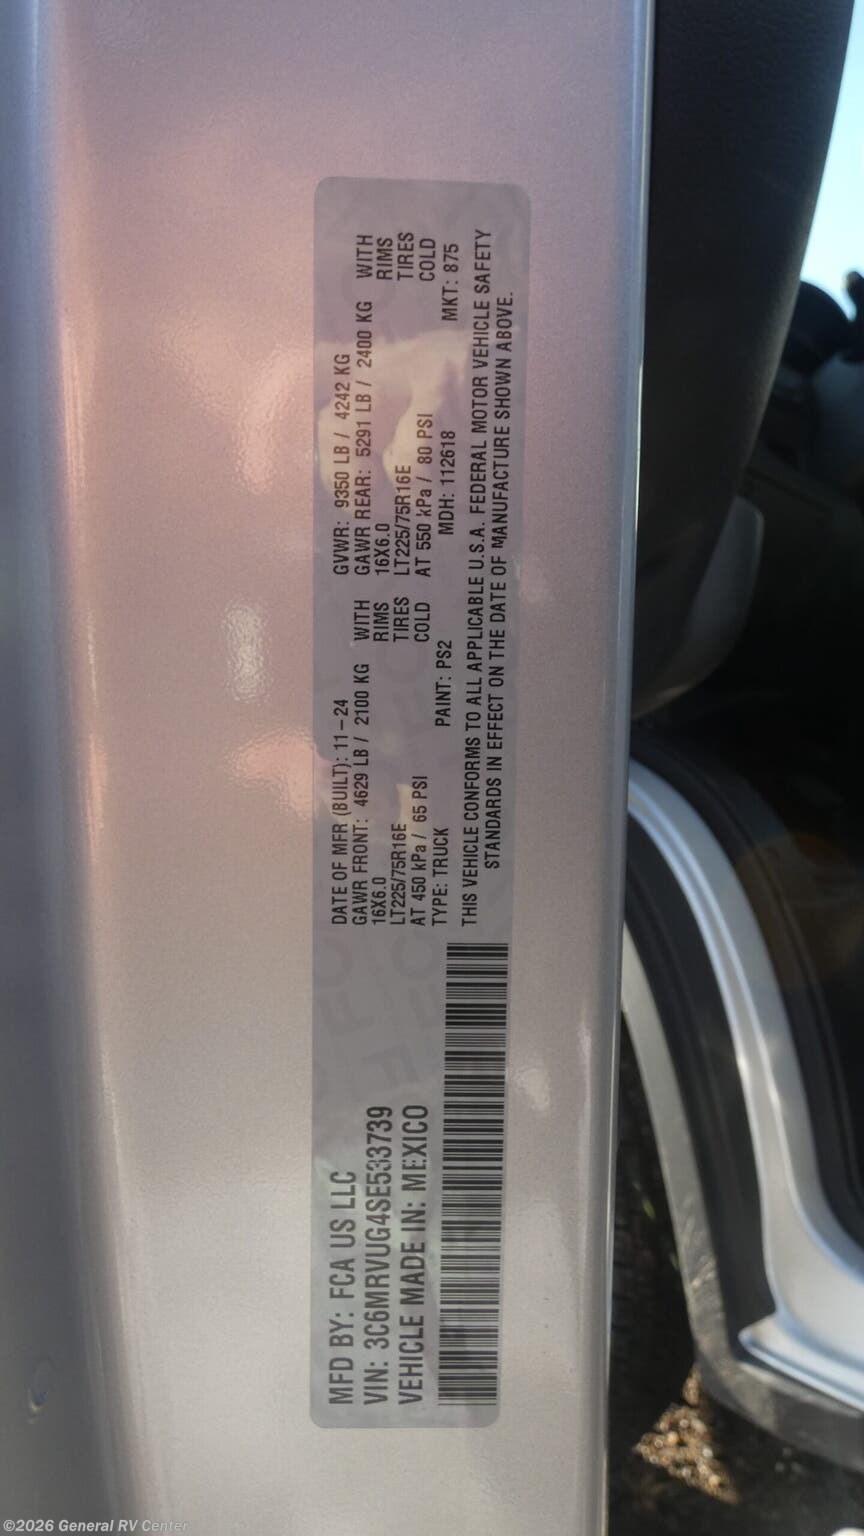 MFD BY: FCA US LLC
VIN: 3C6MRVUG4SE533739
VEHICLE MADE IN: MEXICO
DATE OF MFR (BUILT): 11-24 GVWR: 9350 LB / 4242 KG
GAWR FRONT: 4629 LB / 2100 KG WITH GAWR REAR: 5291 LB / 2400 KG WITH
16X6.0 RIMS 16X6.0 RIMS
LT225/75R16E TIRES LT225/75R16E TIRES
AT 450 kPa / 65 PSI COLD AT 550 kPa / 80 PSI COLD
TYPE: TRUCK PAINT: PS2 MDH: 112618 MKT: 875
THIS VEHICLE CONFORMS TO ALL APPLICABLE U.S.A. FEDERAL MOTOR VEHICLE SAFETY
STANDARDS IN EFFECT ON THE DATE OF MANUFACTURE SHOWN ABOVE.
©2026 General RV Center